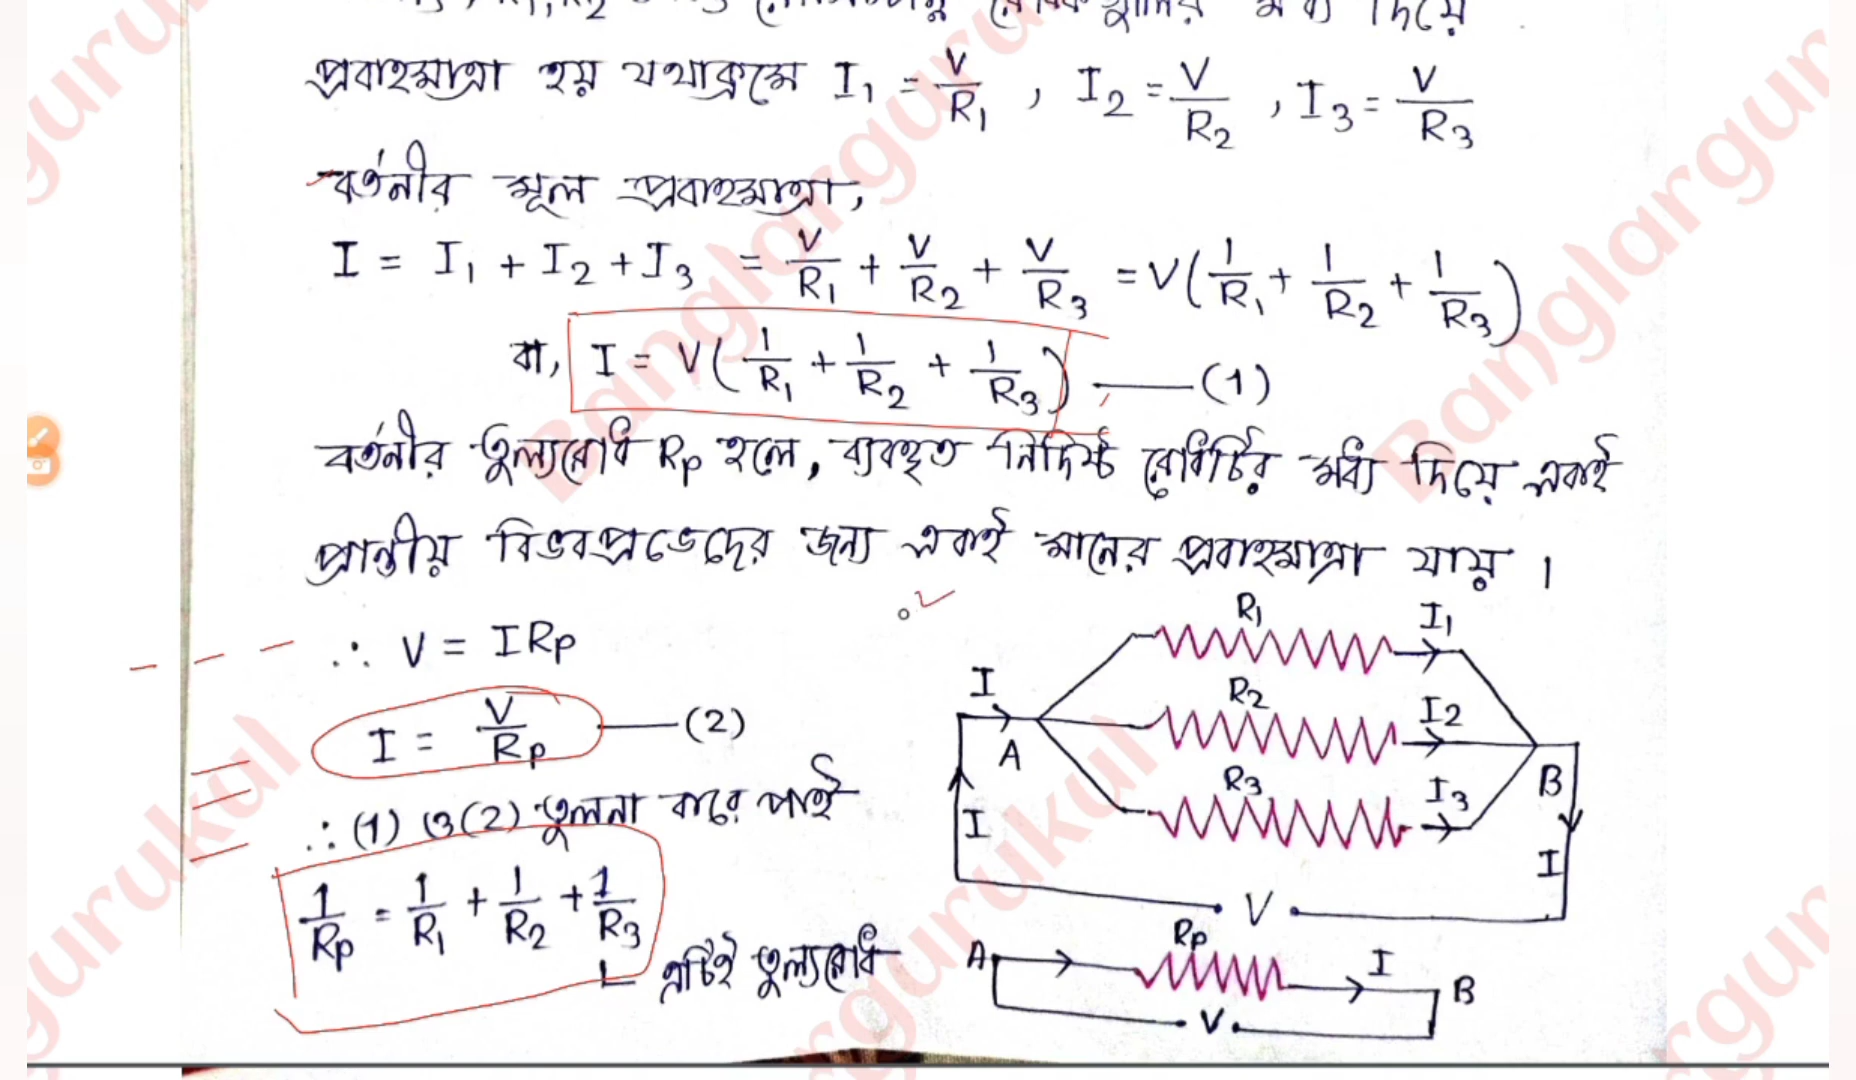 প্রবাহমাত্রা হয় যথাক্রমে I₁ = V/R₁ , I₂ = V/R₂ , I₃ = V/R₃
বর্তনীর মূল প্রবাহমাত্রা,
I = I₁ + I₂ + I₃ = V/R₁ + V/R₂ + V/R₃ = V(1/R₁ + 1/R₂ + 1/R₃)
বা, I = V(1/R₁ + 1/R₂ + 1/R₃) —— (1)
বর্তনীর তুল্যরোধ Rp হলে, ব্যবহৃত নির্দিষ্ট রোধটির মধ্য দিয়ে একই
প্রান্তীয় বিভবপ্রভেদের জন্য একই মানের প্রবাহমাত্রা যায় ।
∴ V = IRp
I = V/Rp —— (2)
∴ (1) ও (2) তুলনা করে পাই
1/Rp = 1/R₁ + 1/R₂ + 1/R₃
এটিই তুল্যরোধ
R₁ I₁
I R₂ I₂
A B
R₃ I₃
I I
V
Rp
A I B
V
Banglargurukul
Banglargurukul